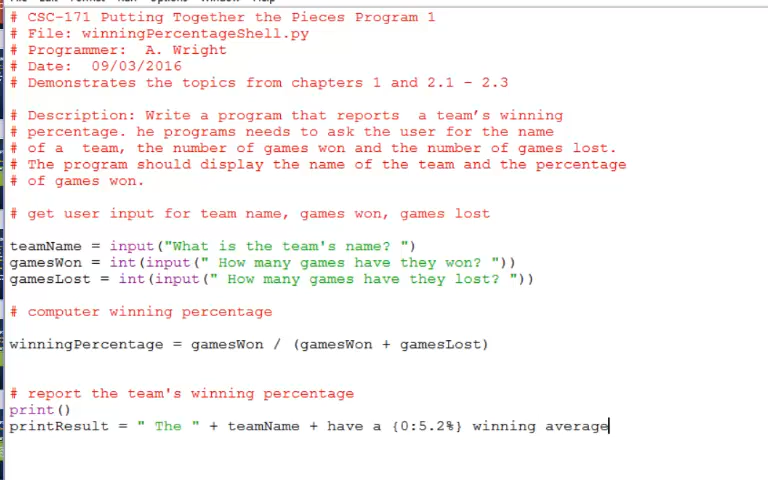 # CSC-171 Putting Together the Pieces Program 1
# File: winningPercentageShell.py
# Programmer:  A. Wright
# Date:  09/03/2016
# Demonstrates the topics from chapters 1 and 2.1 - 2.3
# Description: Write a program that reports  a team’s winning
# percentage. he programs needs to ask the user for the name
# of a  team, the number of games won and the number of games lost.
# The program should display the name of the team and the percentage
# of games won.
# get user input for team name, games won, games lost
teamName = input("What is the team's name? ")
gamesWon = int(input(" How many games have they won? "))
gamesLost = int(input(" How many games have they lost? "))
# computer winning percentage
winningPercentage = gamesWon / (gamesWon + gamesLost)
# report the team's winning percentage
print()
printResult = " The " + teamName + have a {0:5.2%} winning average